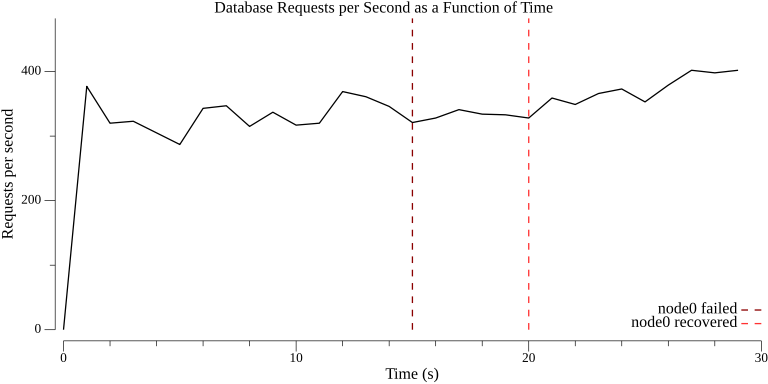 Database Requests per Second as a Function of Time
Requests per second
400
200
0
node0 failed
node0 recovered
0 10 20 30
Time (s)